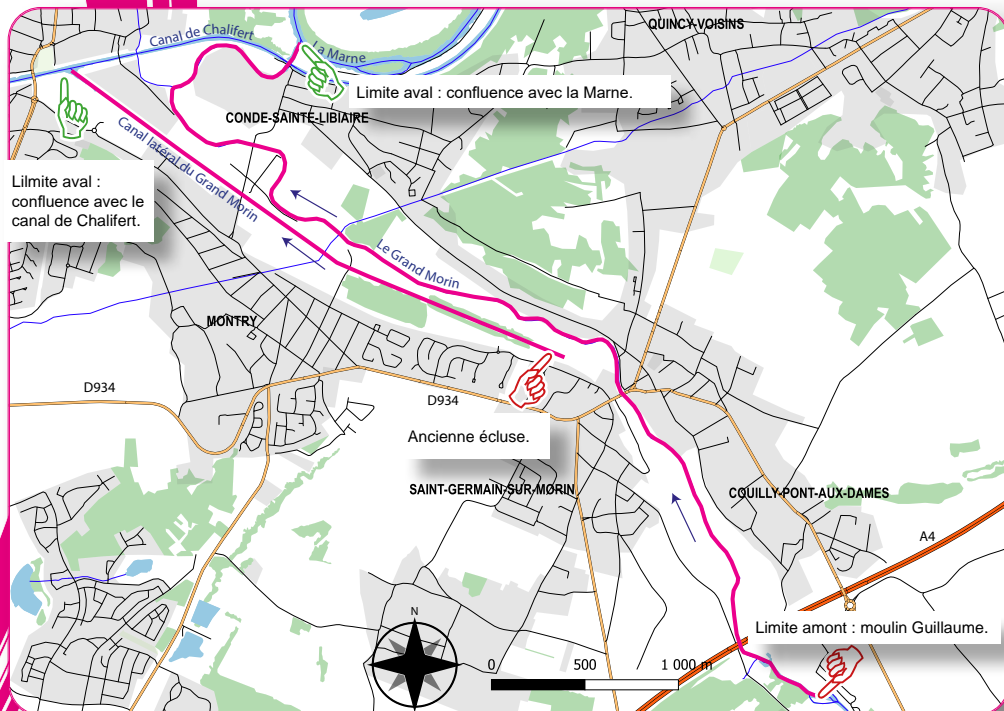 QUINCY-VOISINS
Canal de Chalifert
La Marne
Limite aval : confluence avec la Marne.
CONDE-SAINTE-LIBIAIRE
Canal latéral du Grand Morin
Lilmite aval :
confluence avec le
canal de Chalifert.
Le Grand Morin
MONTRY
D934
D934
Ancienne écluse.
SAINT-GERMAIN-SUR-MORIN
COUILLY-PONT-AUX-DAMES
A4
N
Limite amont : moulin Guillaume.
0 500 1 000 m